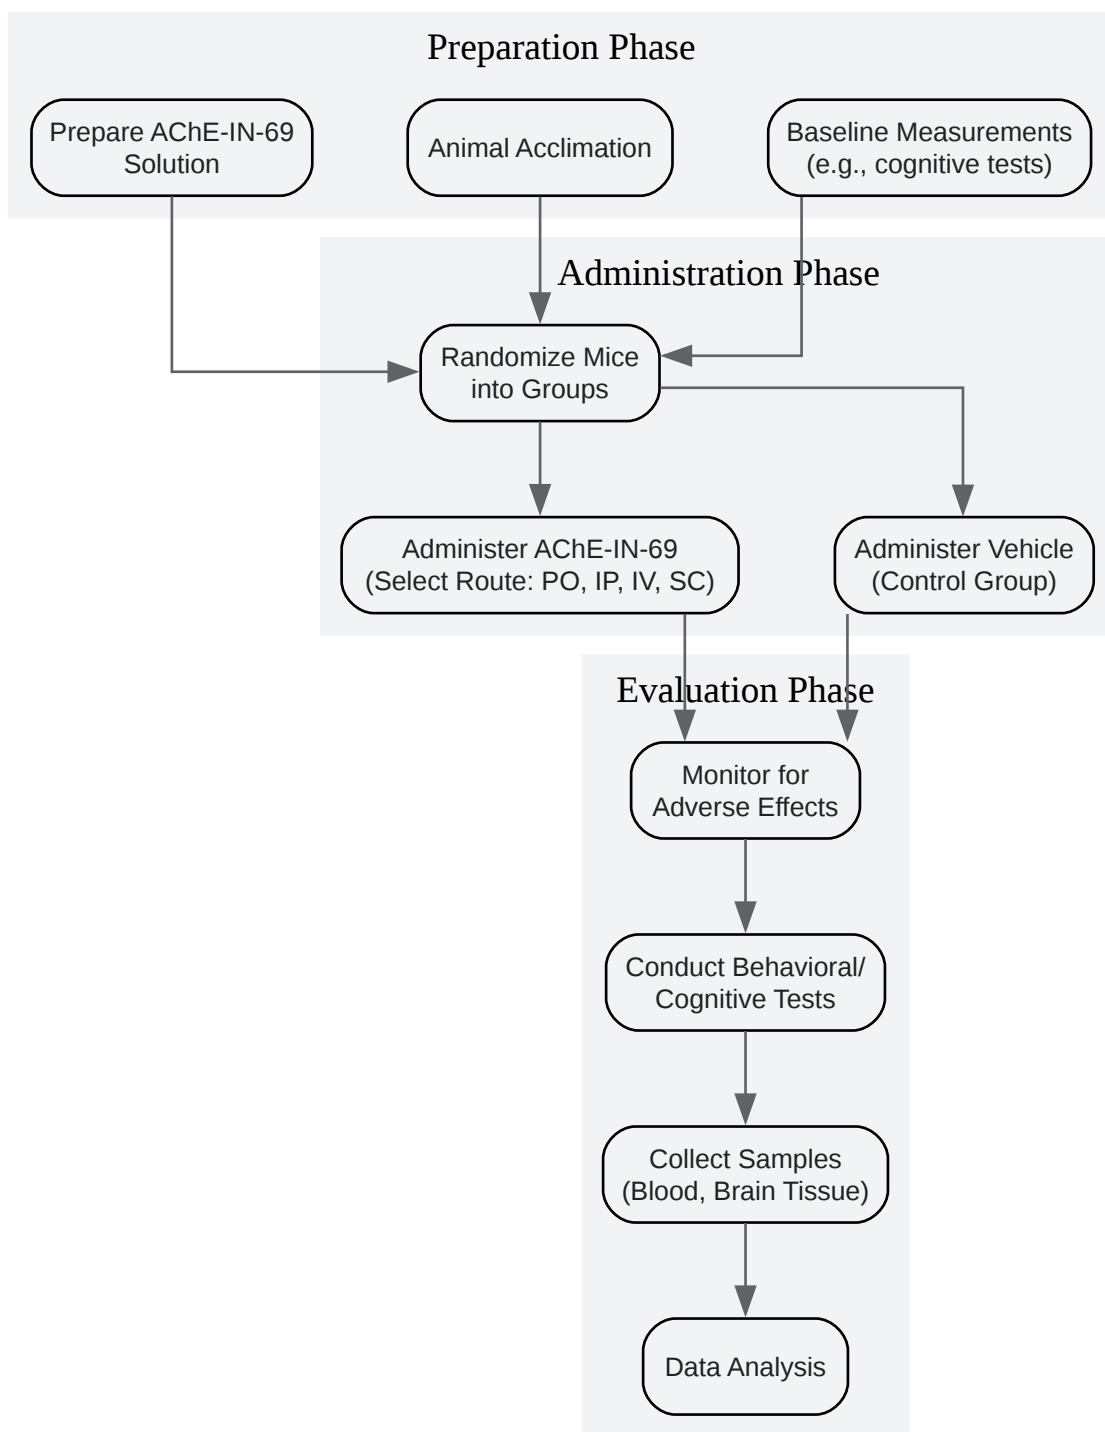 Preparation Phase
Prepare AChE-IN-69
Solution
Animal Acclimation
Baseline Measurements
(e.g., cognitive tests)
Administration Phase
Randomize Mice
into Groups
Administer AChE-IN-69
(Select Route: PO, IP, IV, SC)
Administer Vehicle
(Control Group)
Evaluation Phase
Monitor for
Adverse Effects
Conduct Behavioral/
Cognitive Tests
Collect Samples
(Blood, Brain Tissue)
Data Analysis